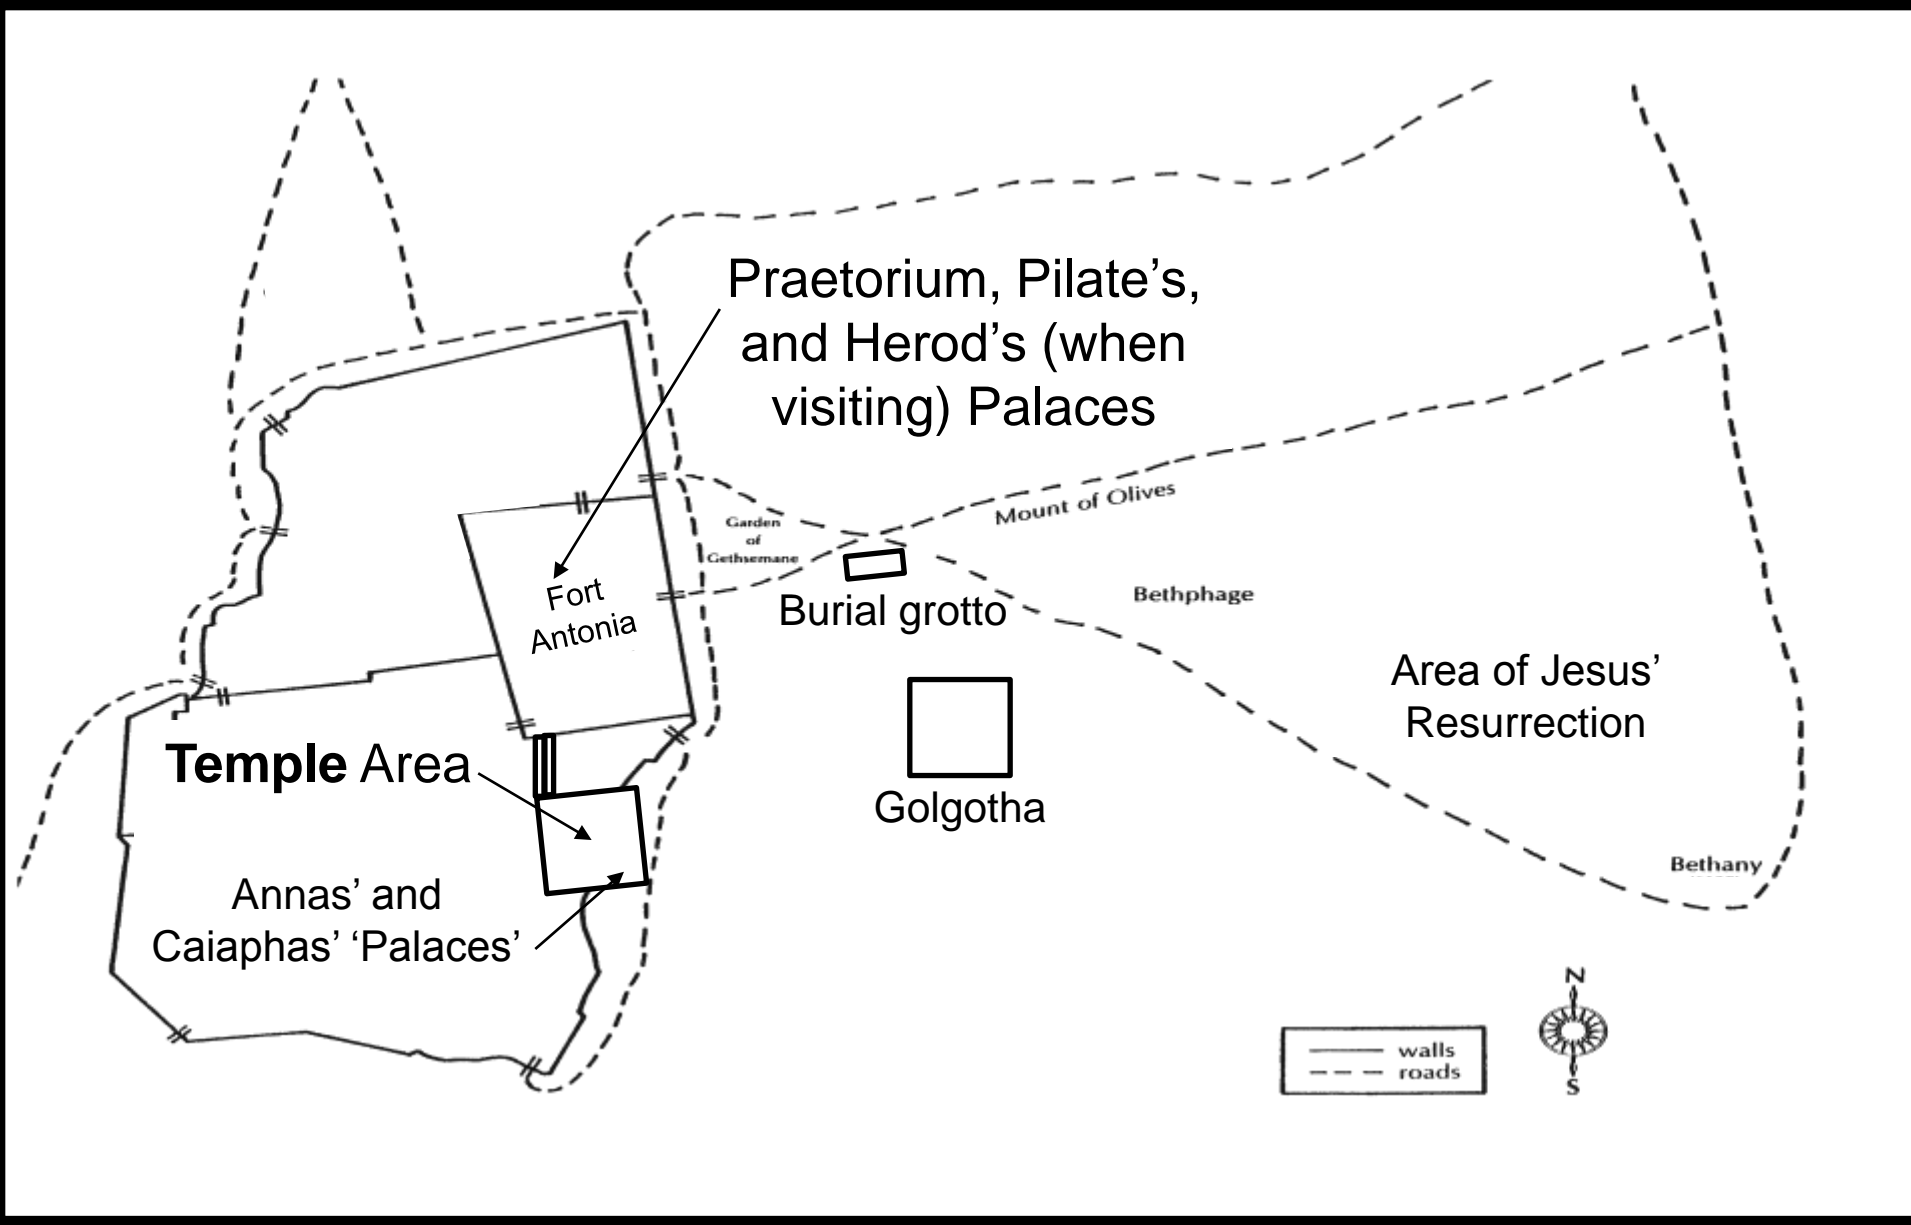 Praetorium, Pilate’s,
and Herod’s (when
visiting) Palaces
Garden
of
Gethsemane
Mount of Olives
Fort
Antonia
Burial grotto
Bethphage
Area of Jesus’
Resurrection
Temple Area
Golgotha
Bethany
Annas’ and
Caiaphas’ ‘Palaces’
N
walls
roads
S